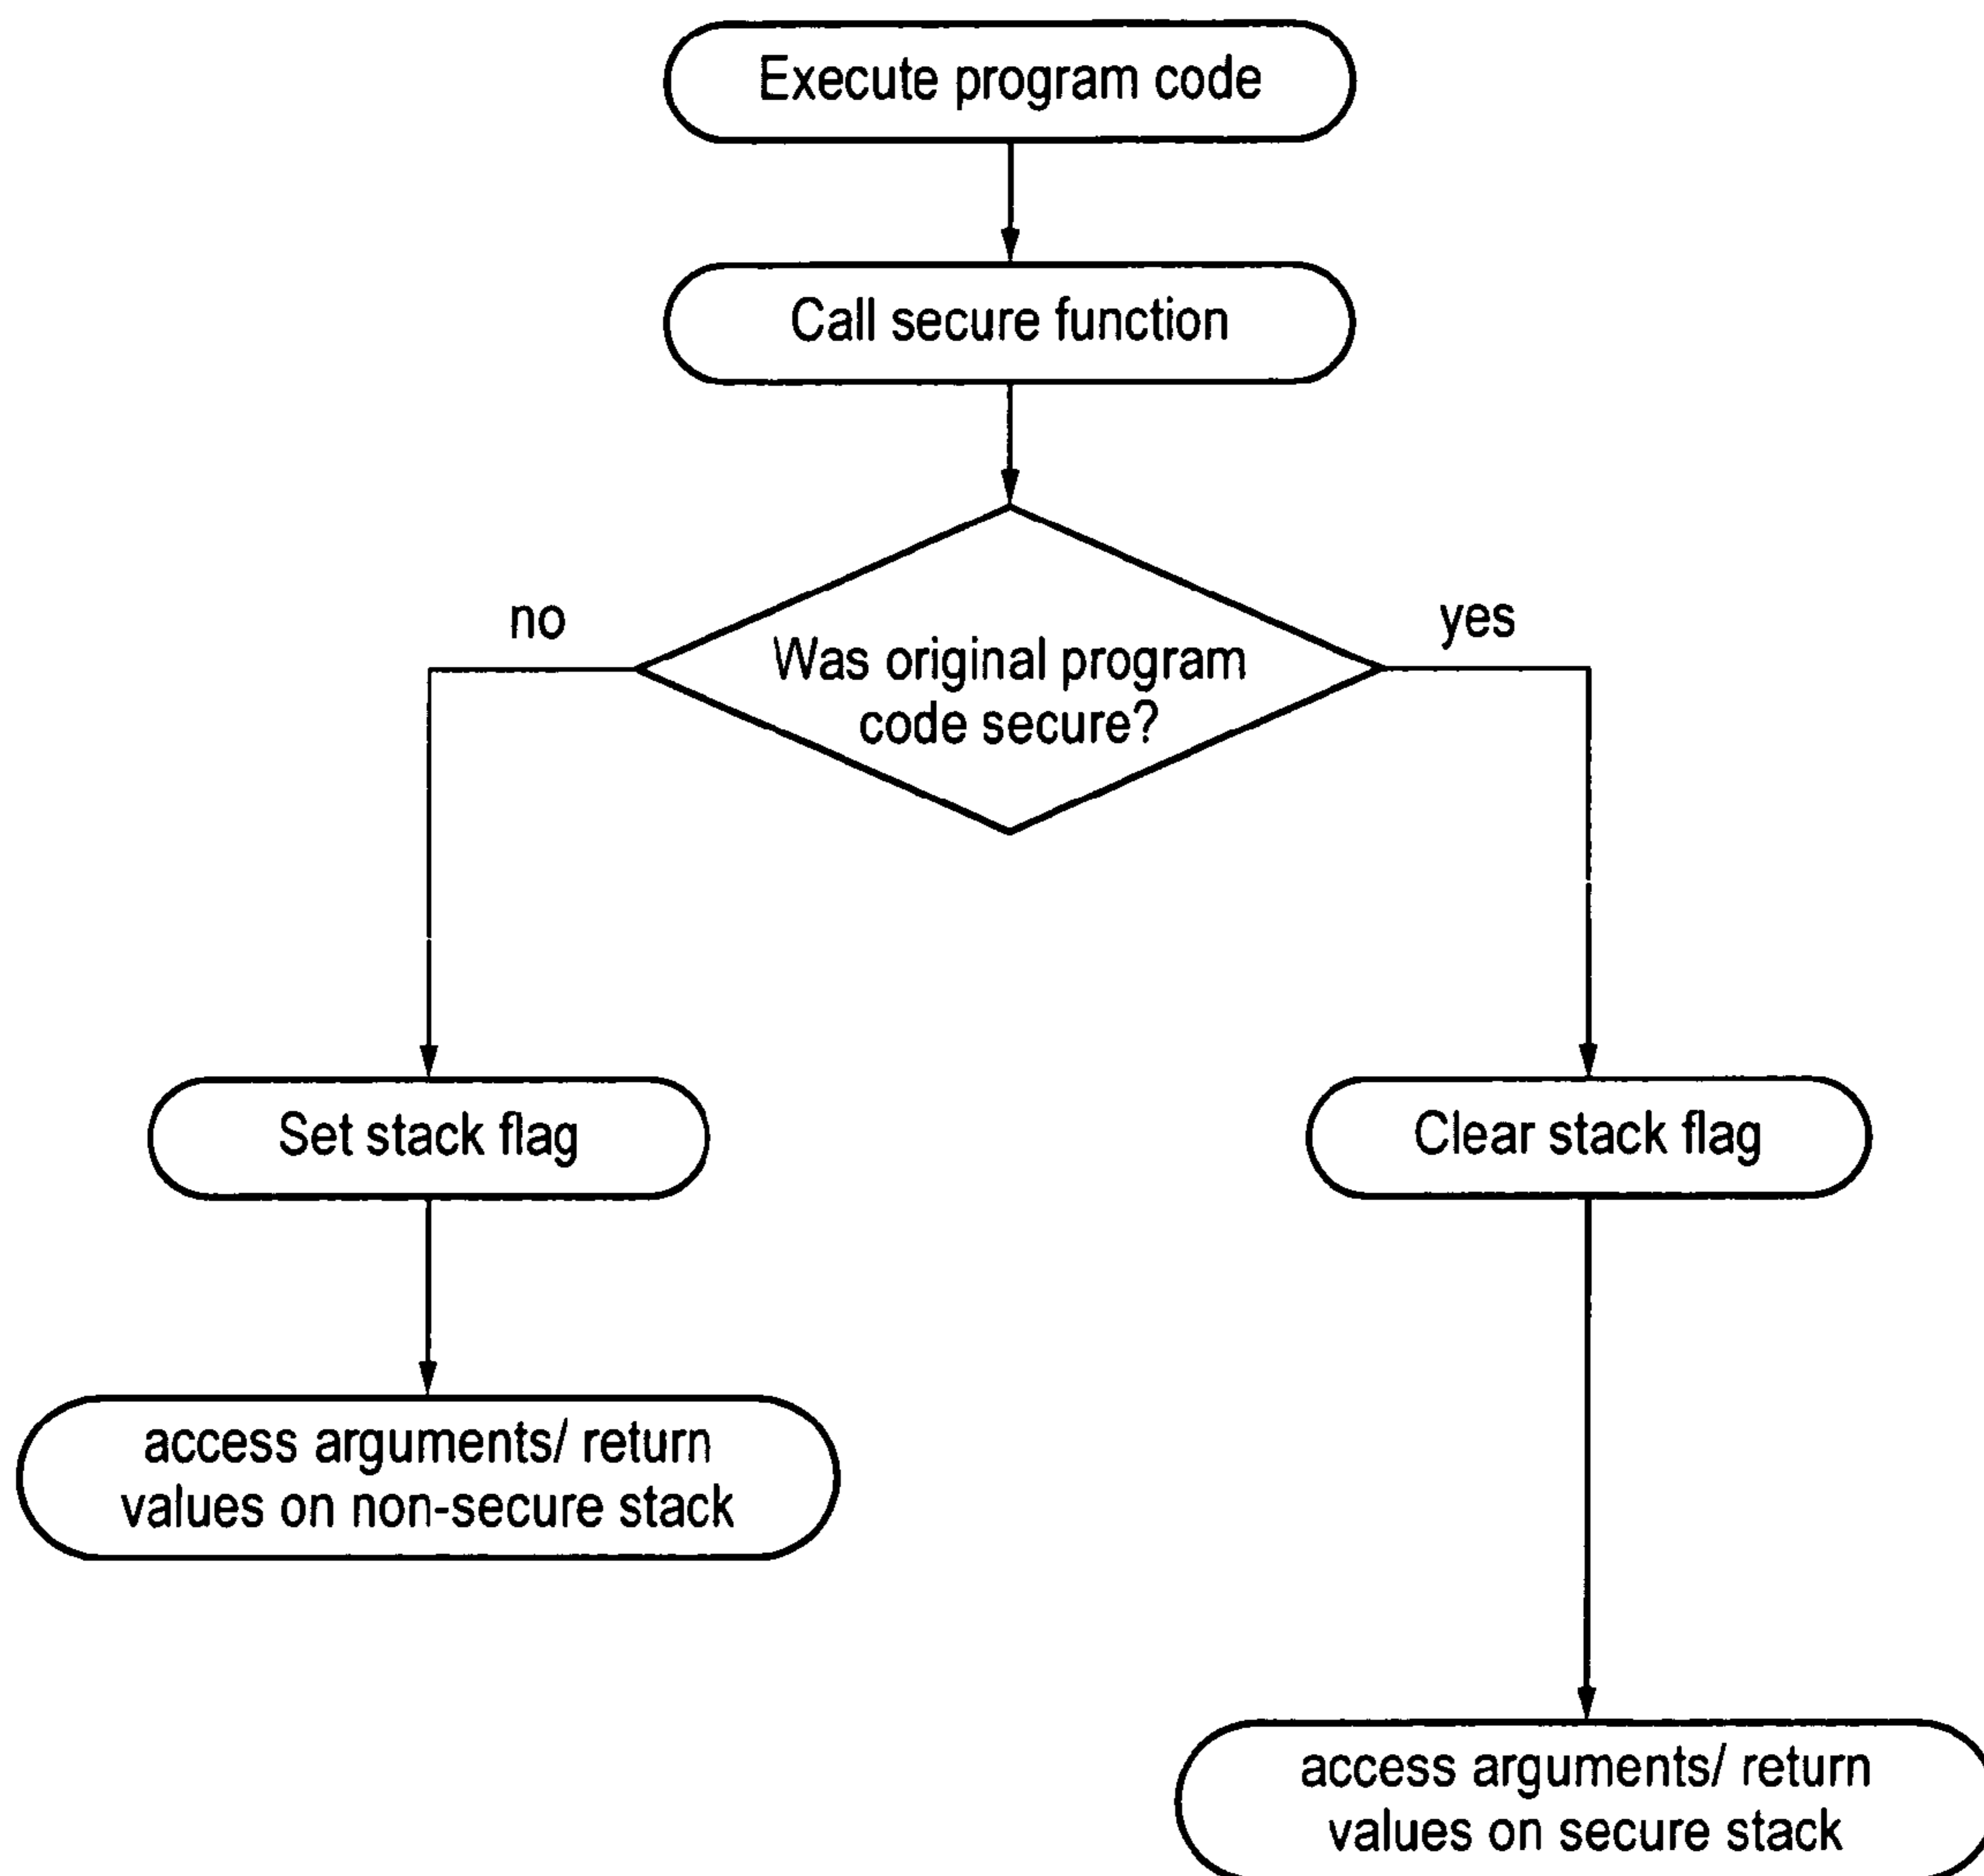 Execute program code
Call secure function
no
yes
Was original program
code secure?
Set stack flag
Clear stack flag
access arguments/ return
values on non-secure stack
access arguments/ return
values on secure stack